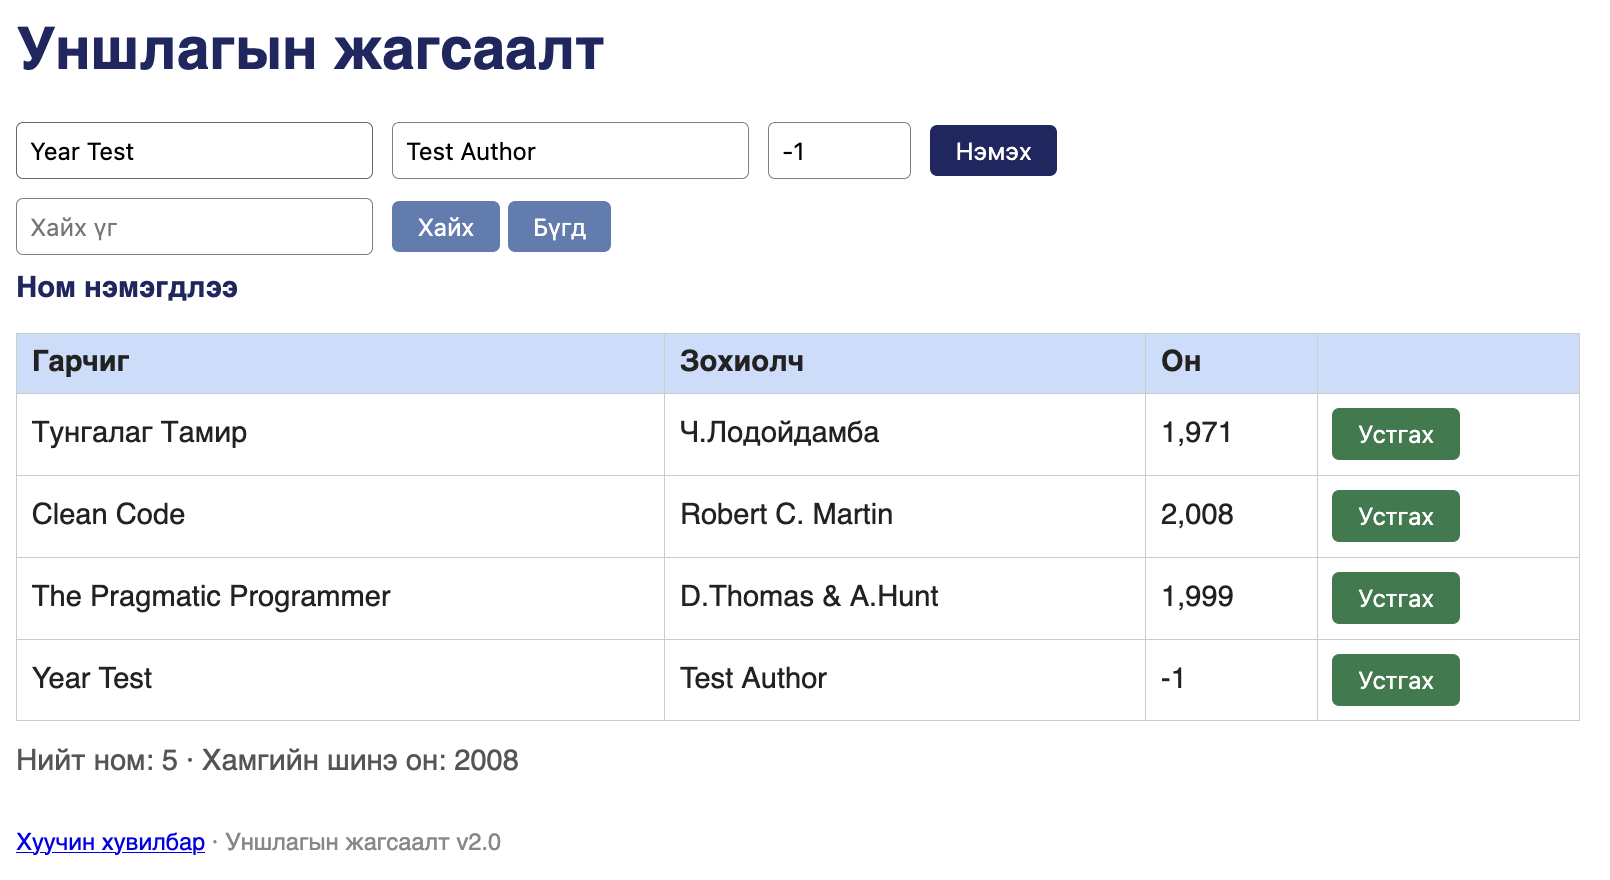 Уншлагын жагсаалт
Year Test Test Author -1 Нэмэх
Хайх үг Хайх Бүгд
Ном нэмэгдлээ
Гарчиг Зохиолч Он
Тунгалаг Тамир Ч.Лодойдамба 1,971 Устгах
Clean Code Robert C. Martin 2,008 Устгах
The Pragmatic Programmer D.Thomas & A.Hunt 1,999 Устгах
Year Test Test Author -1 Устгах
Нийт ном: 5 · Хамгийн шинэ он: 2008
Хуучин хувилбар · Уншлагын жагсаалт v2.0